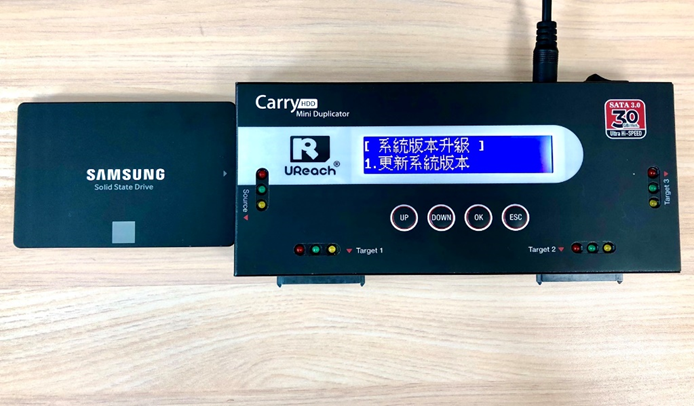 SAMSUNG
Solid State Drive
Carry HDD
Mini Duplicator
SATA 3.0
30
Ultra Hi-SPEED
R
UReach®
[ 系統版本升級 ]
1.更新系統版本
Source
UP
DOWN
OK
ESC
Target 3
Target 1
Target 2